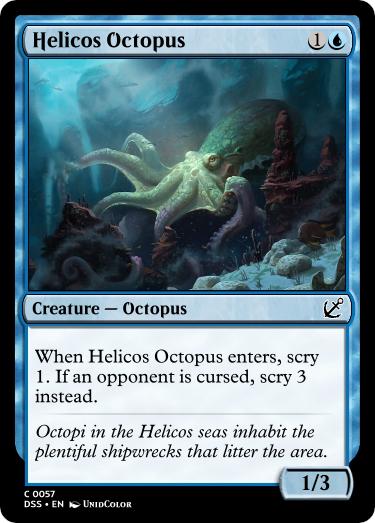 Helicos Octopus 1
Creature — Octopus
When Helicos Octopus enters, scry
1. If an opponent is cursed, scry 3
instead.
Octopi in the Helicos seas inhabit the
plentiful shipwrecks that litter the area.
1/3
C 0057
DSS • EN UnidColor